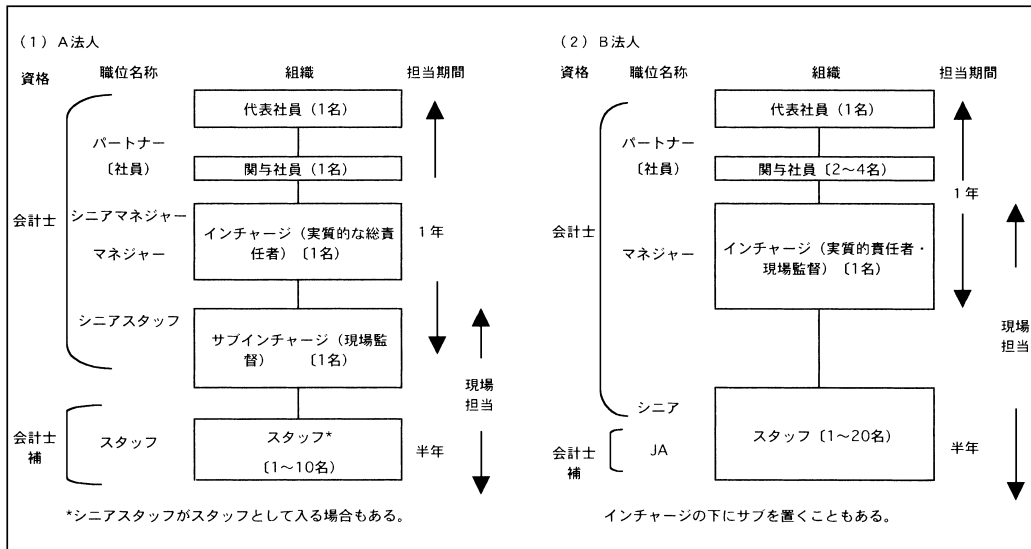 (1) A法人
資格 職位名称 組織 担当期間
代表社員 (1名)
パートナー
〔社員〕
関与社員 (1名)
会計士
シニアマネジャー
マネジャー
インチャージ (実質的な総責
任者) 〔1名〕
1年
シニアスタッフ
サブインチャージ (現場監
督) 〔1名〕
現場
担当
会計士
補
スタッフ
スタッフ*
〔1〜10名〕
半年
*シニアスタッフがスタッフとして入る場合もある。
(2) B法人
資格 職位名称 組織 担当期間
代表社員 (1名)
パートナー
〔社員〕
関与社員 〔2〜4名〕
1年
会計士
マネジャー
インチャージ (実質的責任者・
現場監督) 〔1名〕
現場
担当
シニア
スタッフ 〔1〜20名〕
会計士
補
JA
半年
インチャージの下にサブを置くこともある。